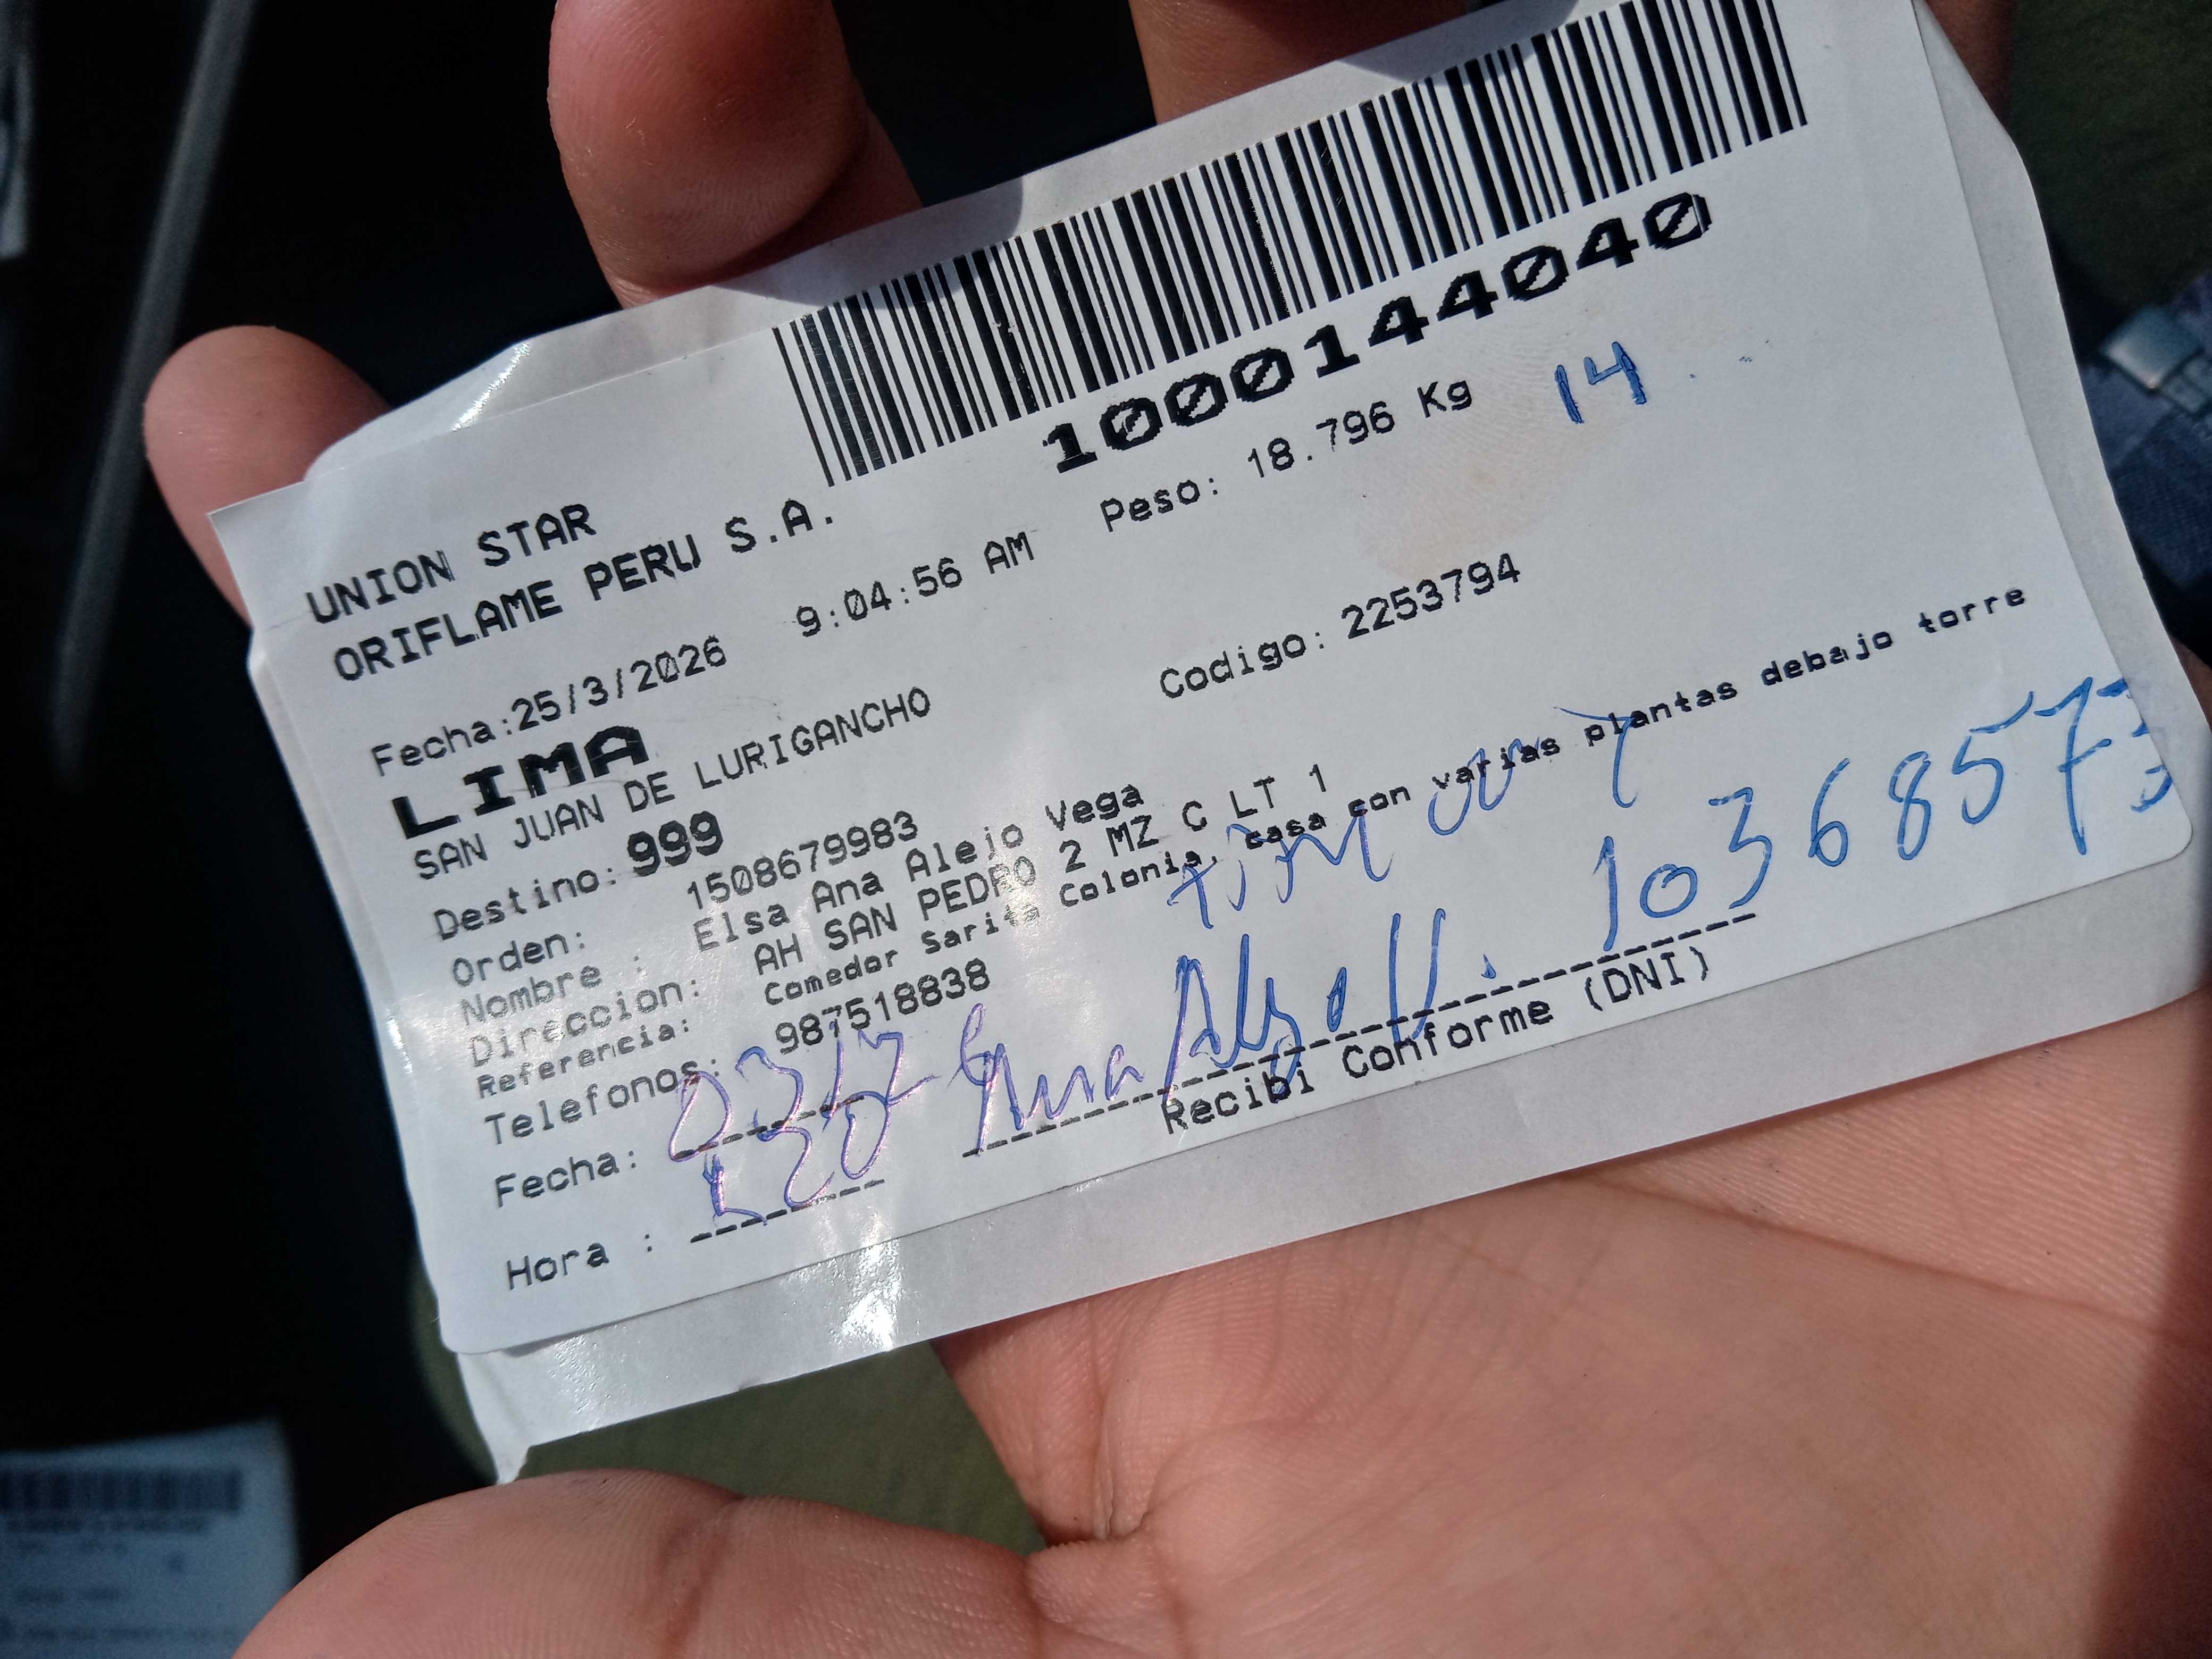 1000144040
UNION STAR
ORIFLAME PERU S.A.
Fecha:25/3/2026 9:04:56 AM Peso: 18.796 Kg 14
LIMA
SAN JUAN DE LURIGANCHO Codigo: 2253794
Destino: 999
Orden: 1508679983
Nombre : Elsa Ana Alejo Vega
Direccion: AH SAN PEDRO 2 MZ C LT 1
Referencia: Comedor Sarita Colonia, casa con varias plantas debajo torre
Telefonos: 987518838
Fecha: Ana 1036857
Hora :
Recibi Conforme (DNI)